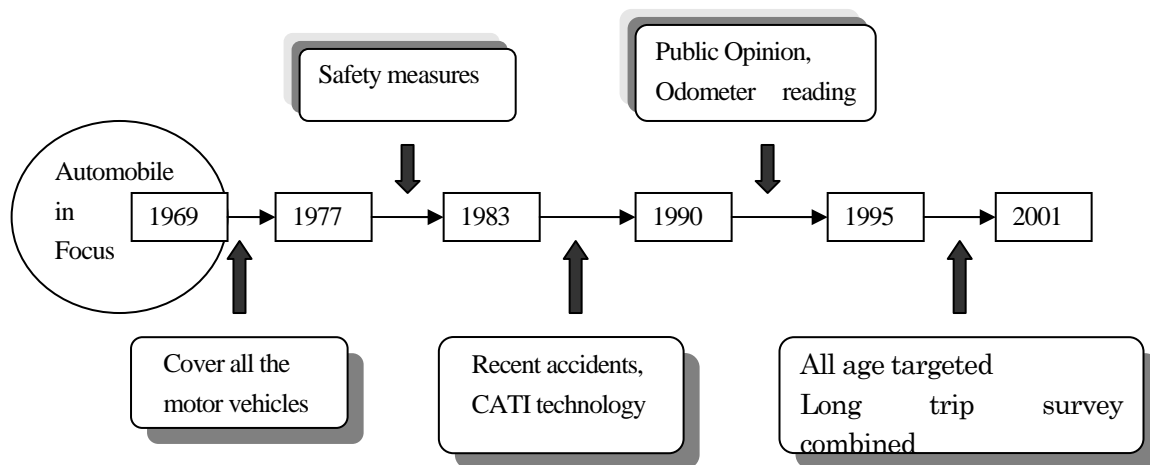 Safety measures
Public Opinion,
Odometer reading
Automobile
in
Focus
1969
1977
1983
1990
1995
2001
Cover all the
motor vehicles
Recent accidents,
CATI technology
All age targeted
Long trip survey
combined